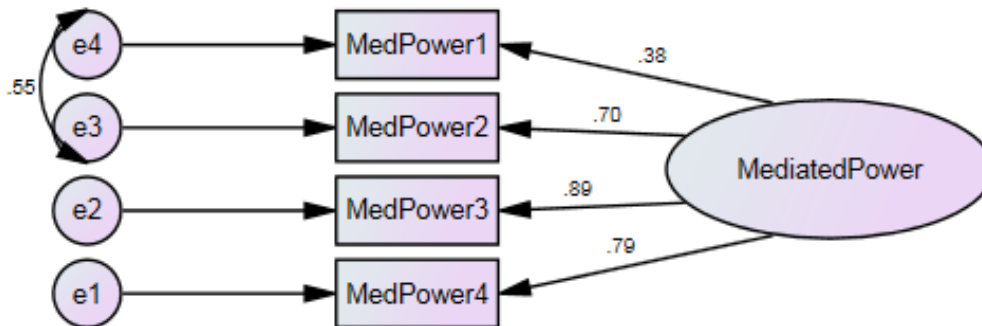 e4
MedPower1
.38
.55
e3
MedPower2
.70
MediatedPower
e2
MedPower3
.89
e1
MedPower4
.79